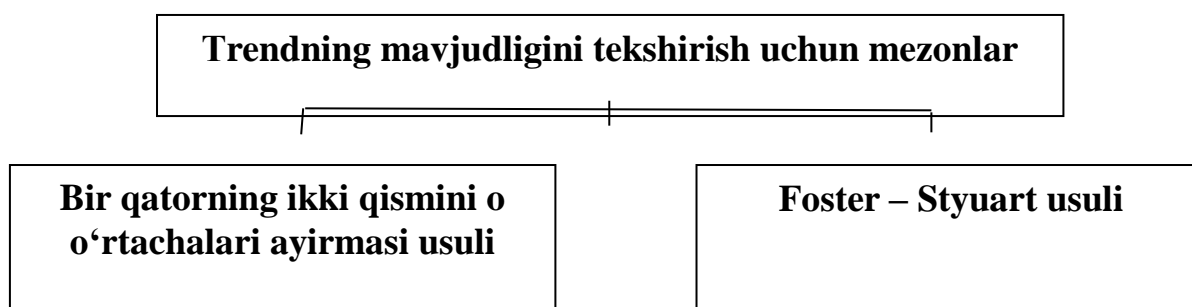 Trendning mavjudligini tekshirish uchun mezonlar
Bir qatorning ikki qismini o
o‘rtachalari ayirmasi usuli
Foster – Styuart usuli